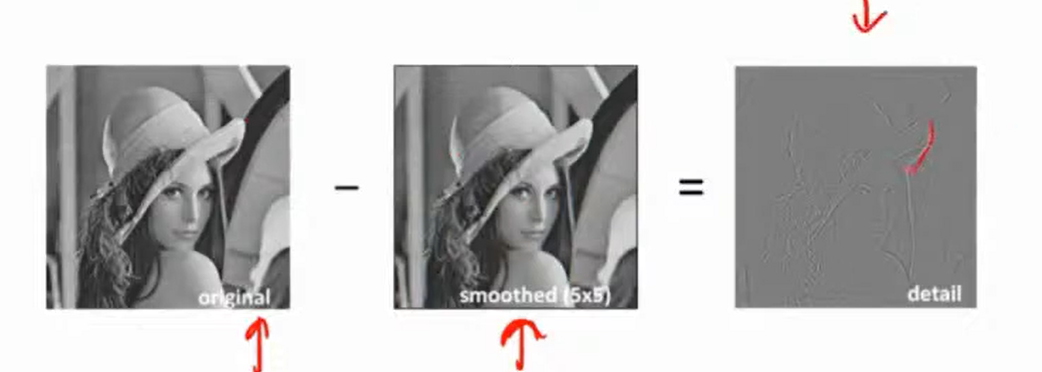 − =
original smoothed (5x5) detail